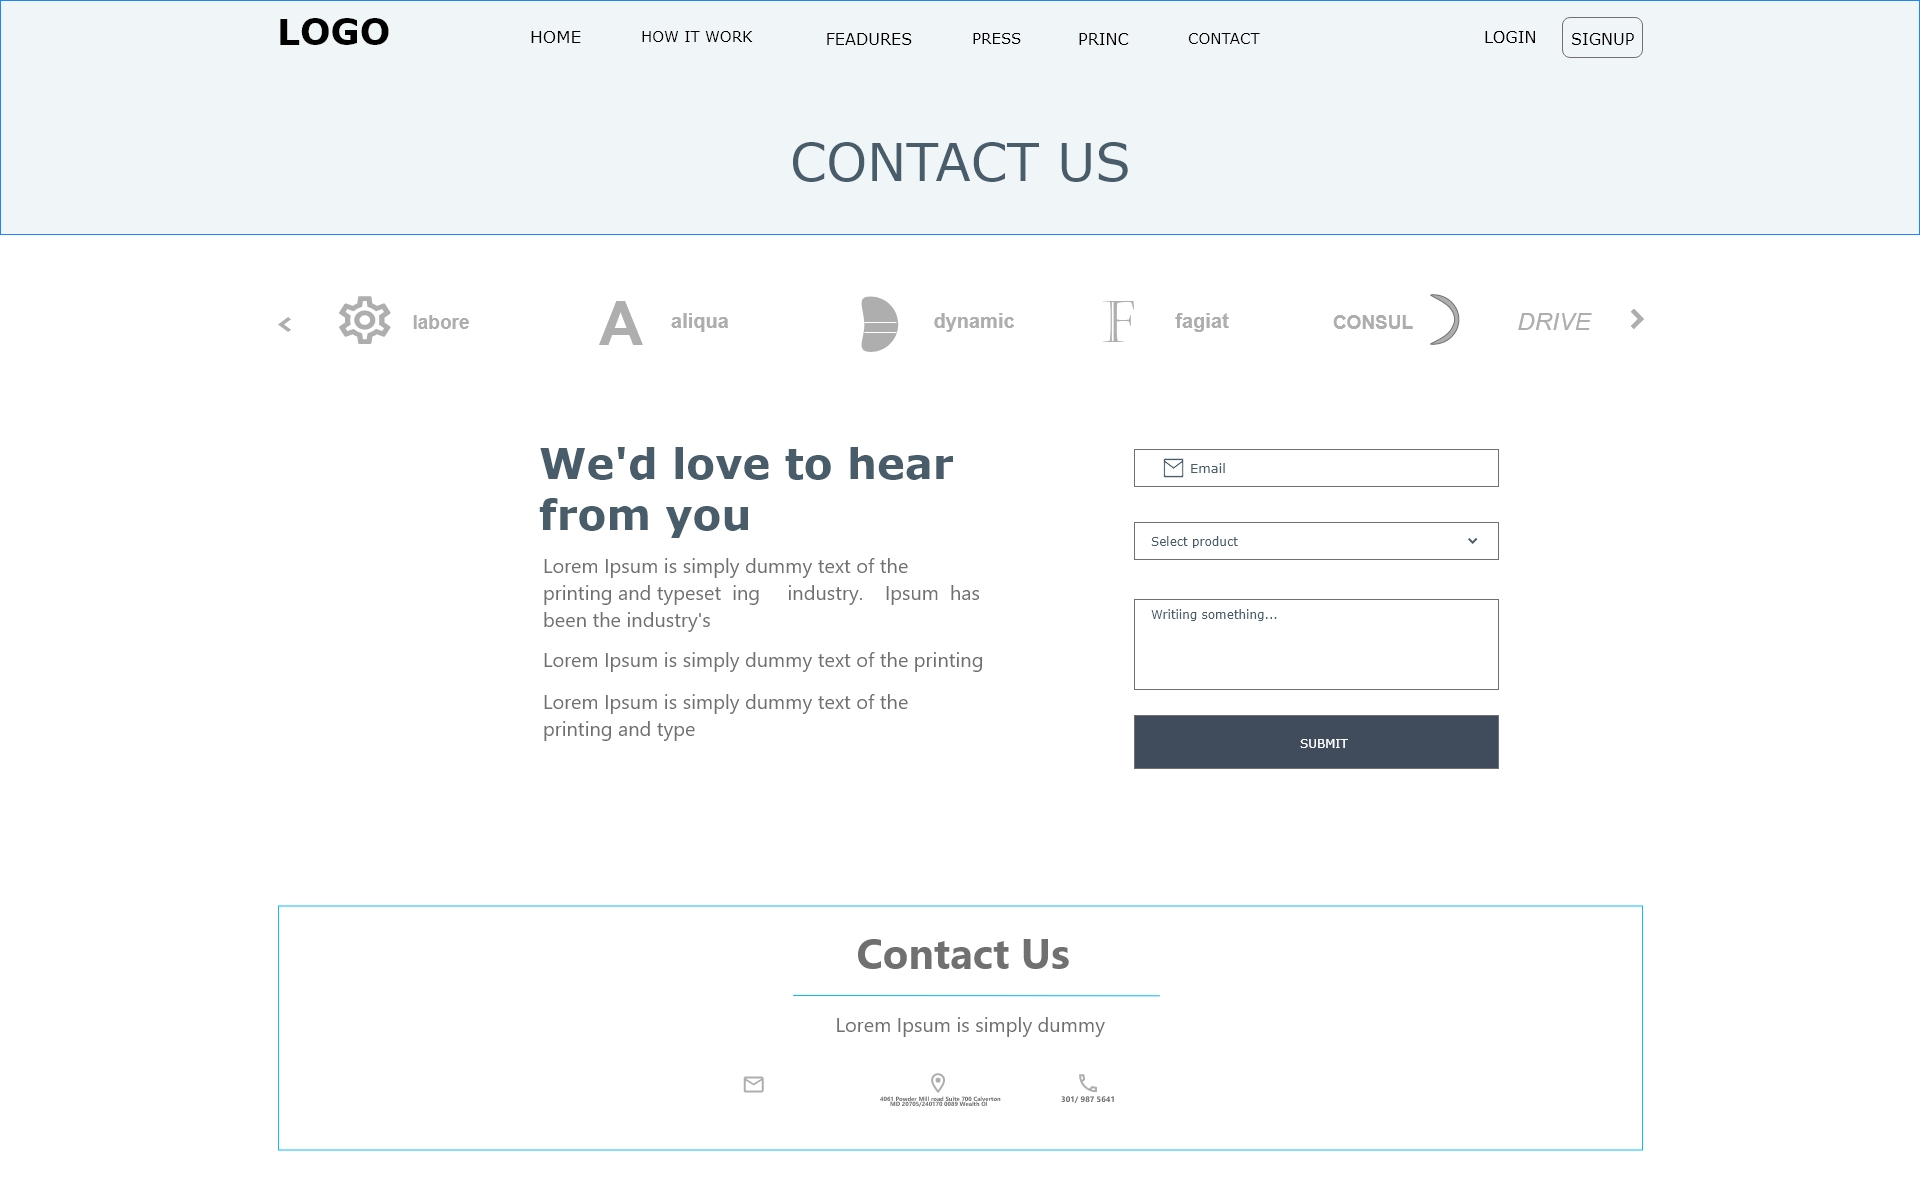 LOGO HOME HOW IT WORK FEADURES PRESS PRINC CONTACT LOGIN SIGNUP
CONTACT US
labore A aliqua dynamic F fagiat CONSUL DRIVE
We'd love to hear
from you
Lorem Ipsum is simply dummy text of the
printing and typeset ing industry. Ipsum has
been the industry's
Lorem Ipsum is simply dummy text of the printing
Lorem Ipsum is simply dummy text of the
printing and type
Email
Select product
Writiing something...
SUBMIT
Contact Us
Lorem Ipsum is simply dummy
4061 Powder Mill road Suite 700 Calverton
MD 20705/240170 0089 Wealth OI
301/ 987 5641